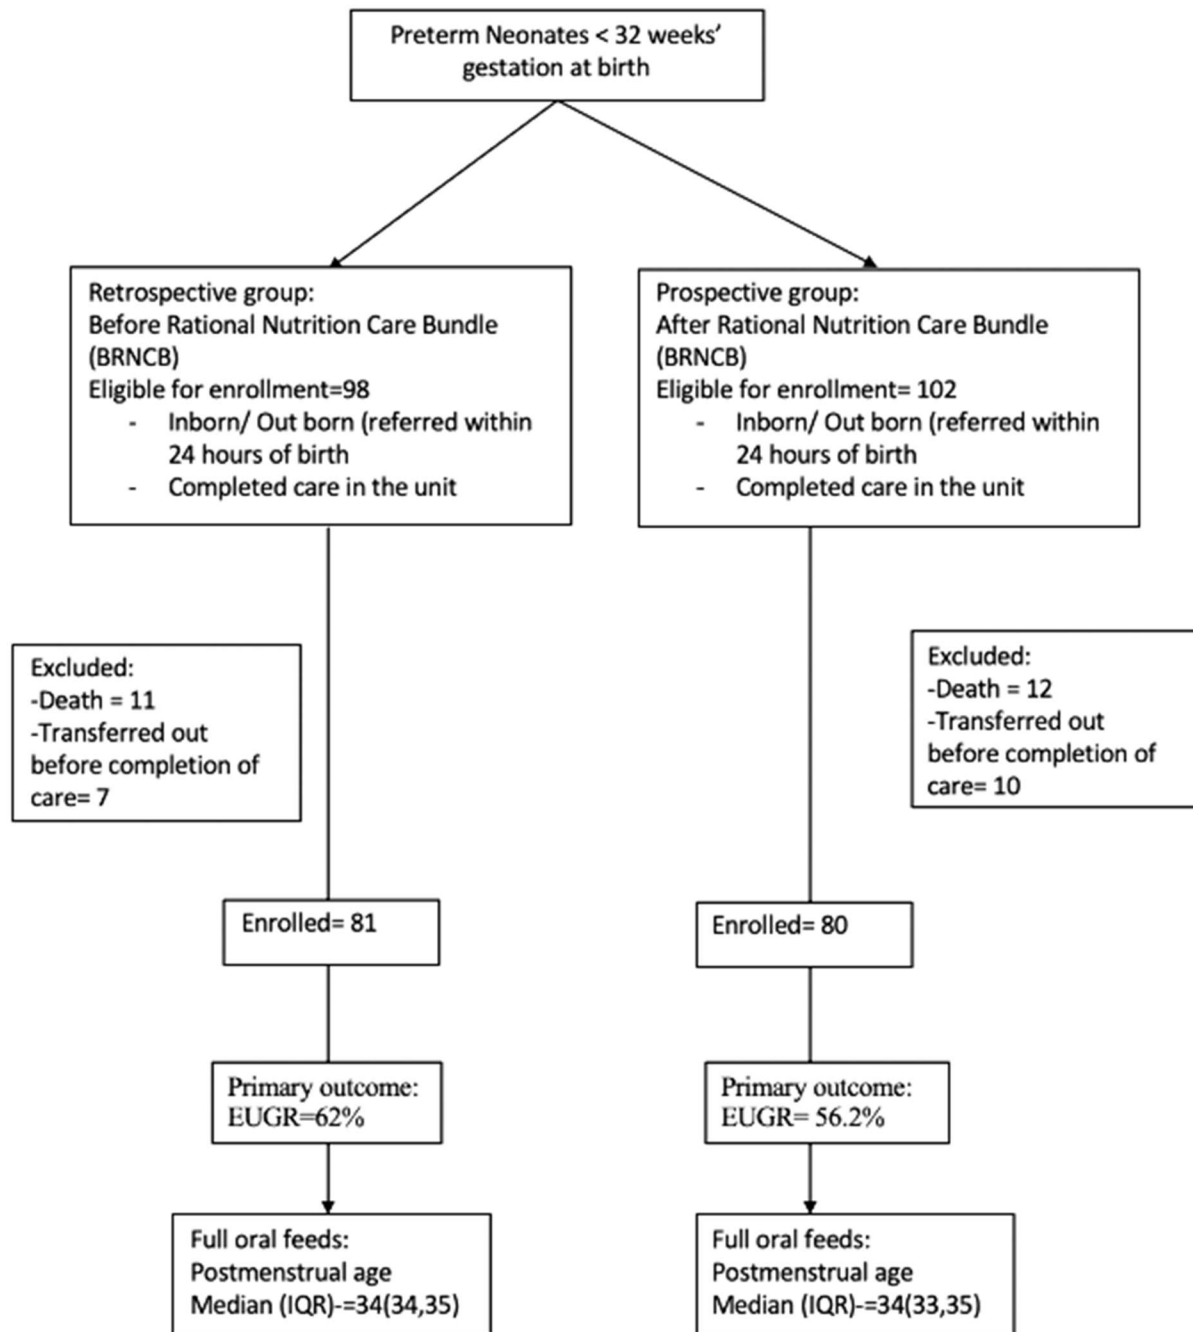 Preterm Neonates < 32 weeks'
gestation at birth
Retrospective group:
Before Rational Nutrition Care Bundle
(BRNCB)
Eligible for enrollment=98
- Inborn/ Out born (referred within
24 hours of birth
- Completed care in the unit
Prospective group:
After Rational Nutrition Care Bundle
(BRNCB)
Eligible for enrollment= 102
- Inborn/ Out born (referred within
24 hours of birth
- Completed care in the unit
Excluded:
-Death = 11
-Transferred out
before completion of
care= 7
Excluded:
-Death = 12
-Transferred out
before completion of
care= 10
Enrolled= 81
Enrolled= 80
Primary outcome:
EUGR=62%
Primary outcome:
EUGR= 56.2%
Full oral feeds:
Postmenstrual age
Median (IQR)-=34(34,35)
Full oral feeds:
Postmenstrual age
Median (IQR)-=34(33,35)